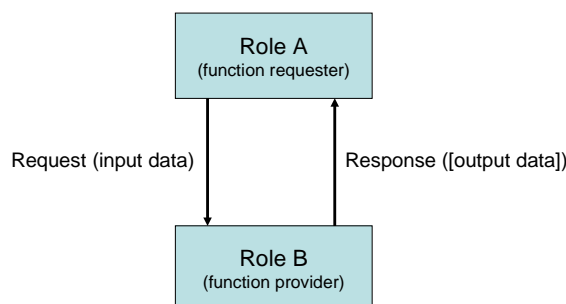 Role A
(function requester)
Request (input data)
Response ([output data])
Role B
(function provider)